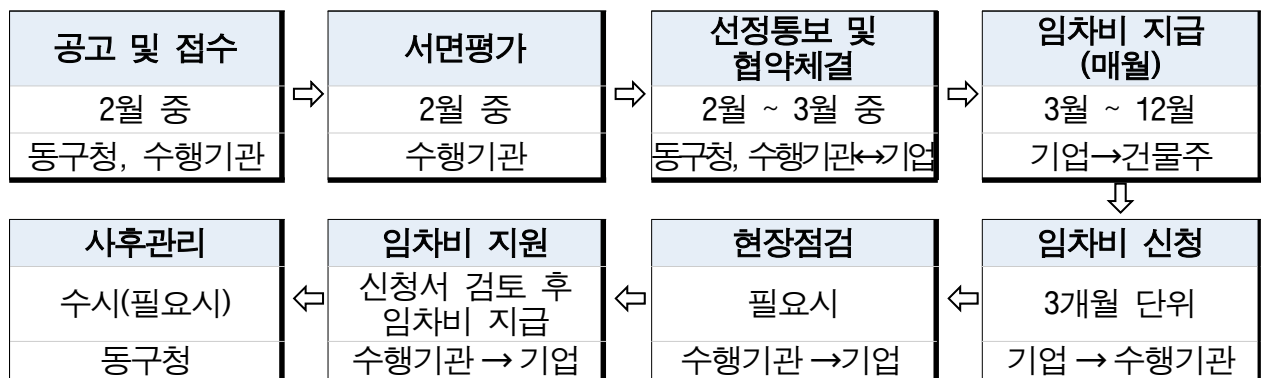 공고 및 접수
2월 중
동구청, 수행기관
⇨
서면평가
2월 중
수행기관
⇨
선정통보 및
협약체결
2월 ~ 3월 중
동구청, 수행기관↔기업
⇨
임차비 지급
(매월)
3월 ~ 12월
기업→건물주
⇩
임차비 신청
3개월 단위
기업 → 수행기관
⇦
현장점검
필요시
수행기관 →기업
⇦
임차비 지원
신청서 검토 후
임차비 지급
수행기관 → 기업
⇦
사후관리
수시(필요시)
동구청